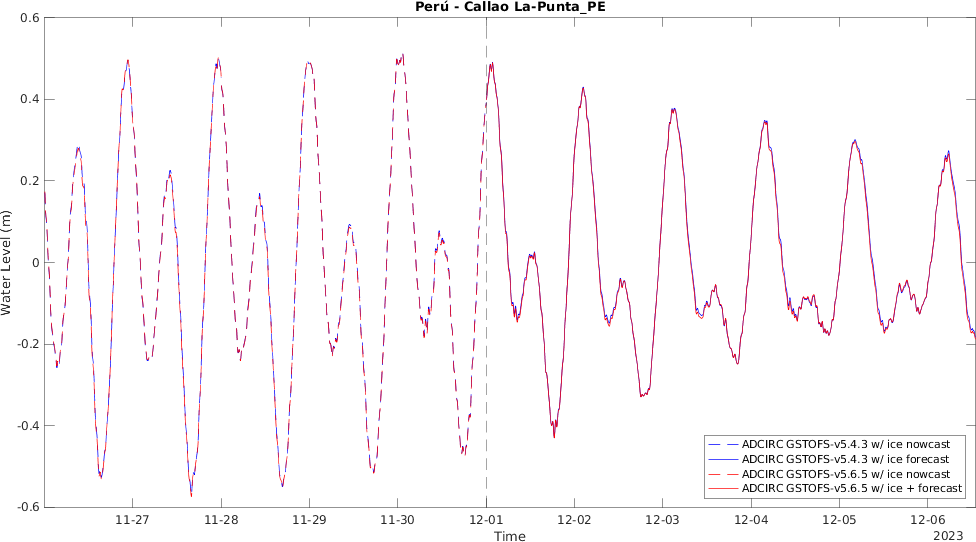 Perú - Callao La-Punta_PE
0.6
0.4
0.2
0
-0.2
-0.4
-0.6
Water Level (m)
11-27 11-28 11-29 11-30 12-01 12-02 12-03 12-04 12-05 12-06
Time
2023
ADCIRC GSTOFS-v5.4.3 w/ ice nowcast
ADCIRC GSTOFS-v5.4.3 w/ ice forecast
ADCIRC GSTOFS-v5.6.5 w/ ice nowcast
ADCIRC GSTOFS-v5.6.5 w/ ice + forecast